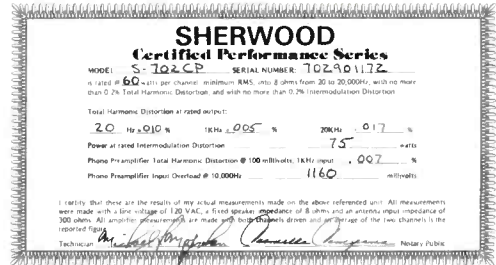 SHERWOOD
Certified Performance Series
MODEL: S-702CP SERIAL NUMBER: 702901172
is rated @ 60 watts per channel minimum RMS, into 8 ohms from 20 to 20,000Hz, with no more
than 0.2% Total Harmonic Distortion, and with no more than 0.2% Intermodulation Distortion
Total Harmonic Distortion at rated output:
20 Hz .010 % 1KHz .005 % 20KHz .017 %
Power at rated Intermodulation Distortion 75 watts
Phono Preamplifier Total Harmonic Distortion @ 100 millivolts, 1KHz input .007 %
Phono Preamplifier Input Overload @ 10,000Hz 1160 millivolts
I certify that these are the results of my actual measurements made on the above referenced unit. All measurements
were made with a line voltage of 120 VAC, a fixed speaker impedance of 8 ohms and an antenna input impedance of
300 ohms. All amplifier measurements are made with both channels driven and an average of the two channels is the
reported figure.
Technician Notary Public